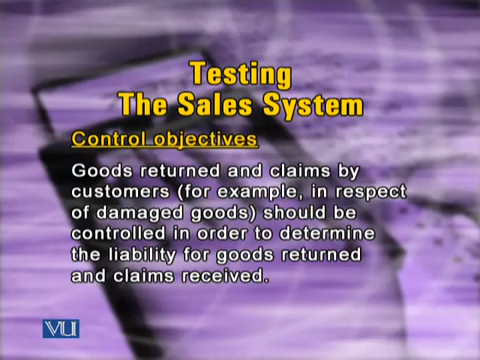 Testing
The Sales System
Control objectives
Goods returned and claims by
customers (for example, in respect
of damaged goods) should be
controlled in order to determine
the liability for goods returned
and claims received.
VU